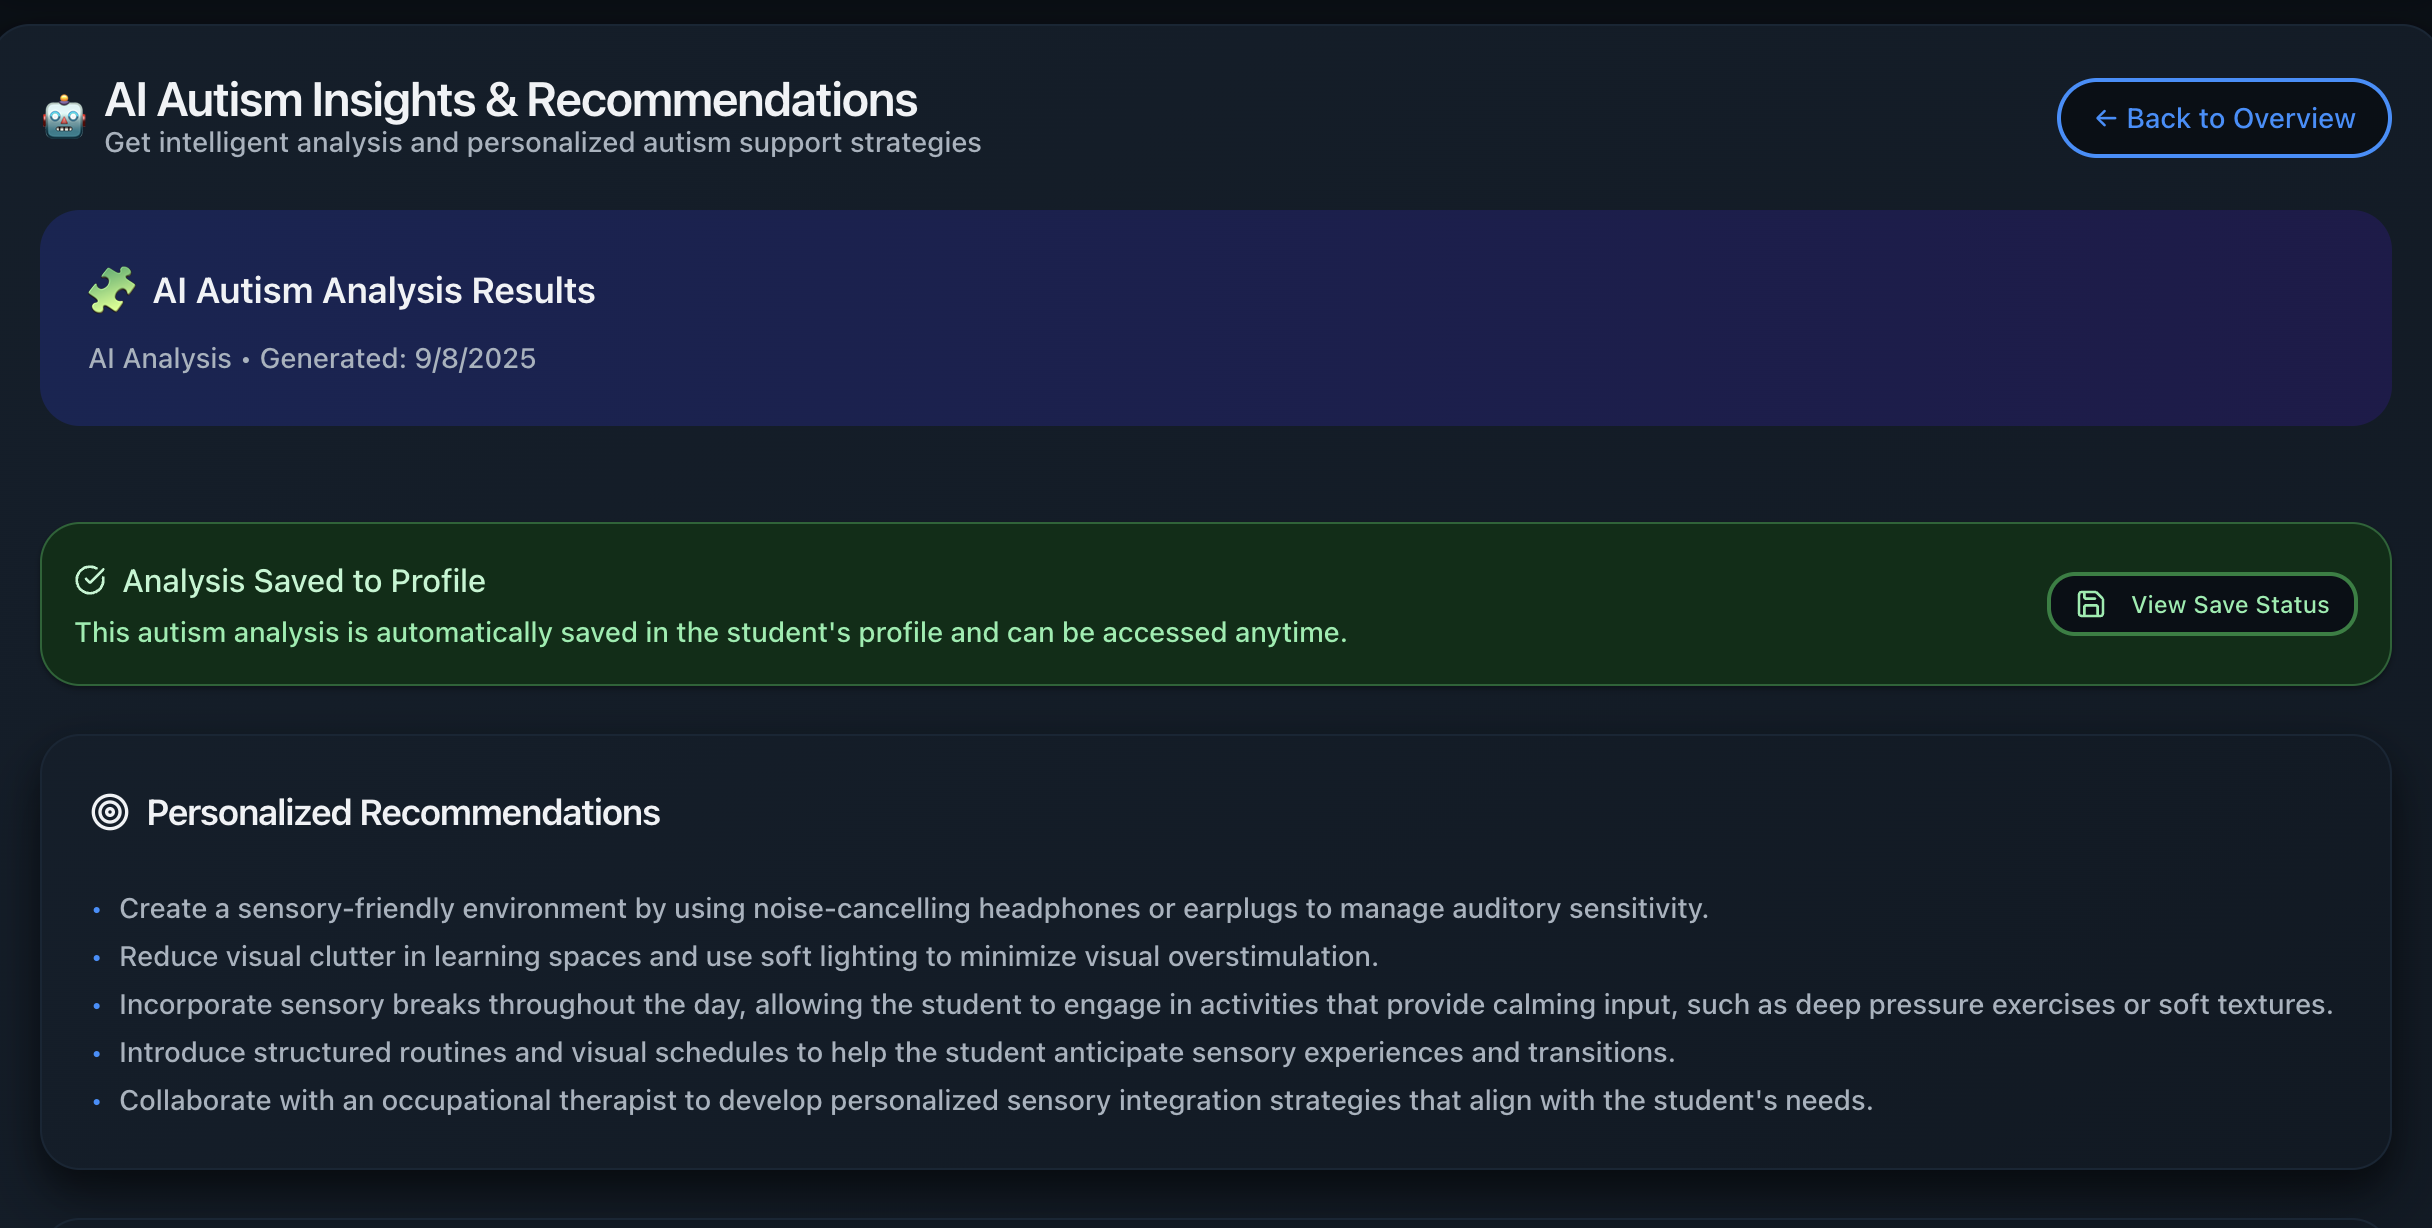 AI Autism Insights & Recommendations
Get intelligent analysis and personalized autism support strategies
← Back to Overview
AI Autism Analysis Results
AI Analysis • Generated: 9/8/2025
Analysis Saved to Profile
This autism analysis is automatically saved in the student's profile and can be accessed anytime.
View Save Status
Personalized Recommendations
• Create a sensory-friendly environment by using noise-cancelling headphones or earplugs to manage auditory sensitivity.
• Reduce visual clutter in learning spaces and use soft lighting to minimize visual overstimulation.
• Incorporate sensory breaks throughout the day, allowing the student to engage in activities that provide calming input, such as deep pressure exercises or soft textures.
• Introduce structured routines and visual schedules to help the student anticipate sensory experiences and transitions.
• Collaborate with an occupational therapist to develop personalized sensory integration strategies that align with the student's needs.